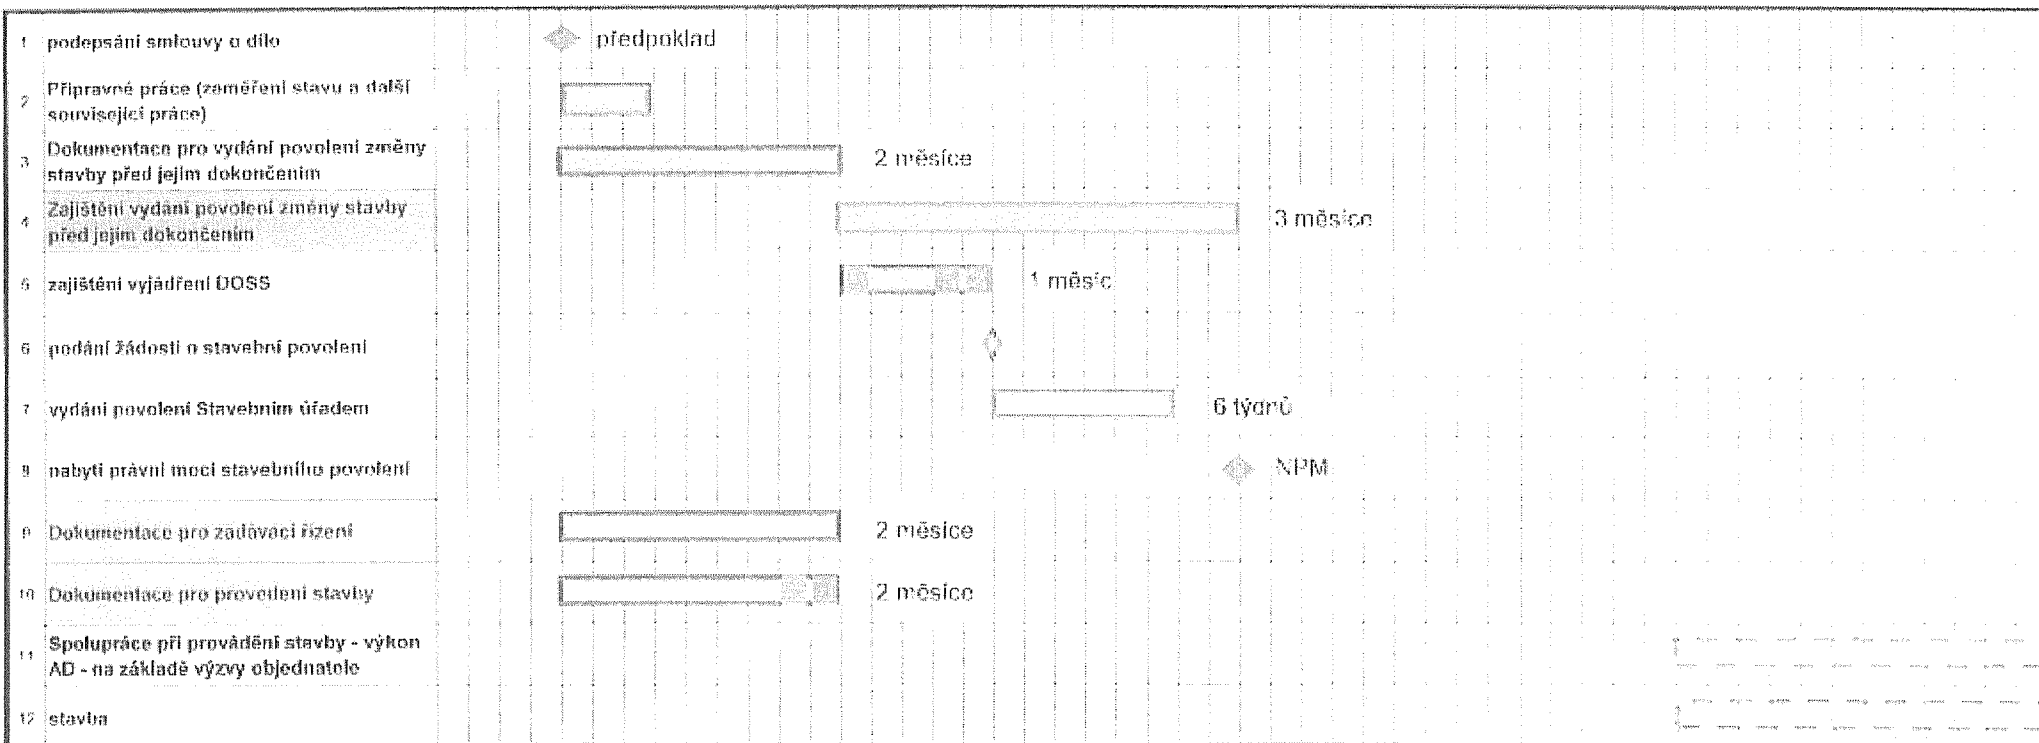 1 podepsání smlouvy o dílo předpoklad
2 Přípravné práce (zaměření stavu a další
související práce)
3 Dokumentace pro vydání povolení změny
stavby před jejím dokončením 2 měsíce
4 Zajištění vydání povolení změny stavby
před jejím dokončením 3 měsíce
5 zajištění vyjádření DOSS 1 měsíc
6 podání žádosti o stavební povolení
7 vydání povolení Stavebním úřadem 6 týdnů
8 nabytí právní moci stavebního povolení NPM
9 Dokumentace pro zadávací řízení 2 měsíce
10 Dokumentace pro provedení stavby 2 měsíce
11 Spolupráce při provádění stavby - výkon
AD - na základě výzvy objednatele
12 stavba